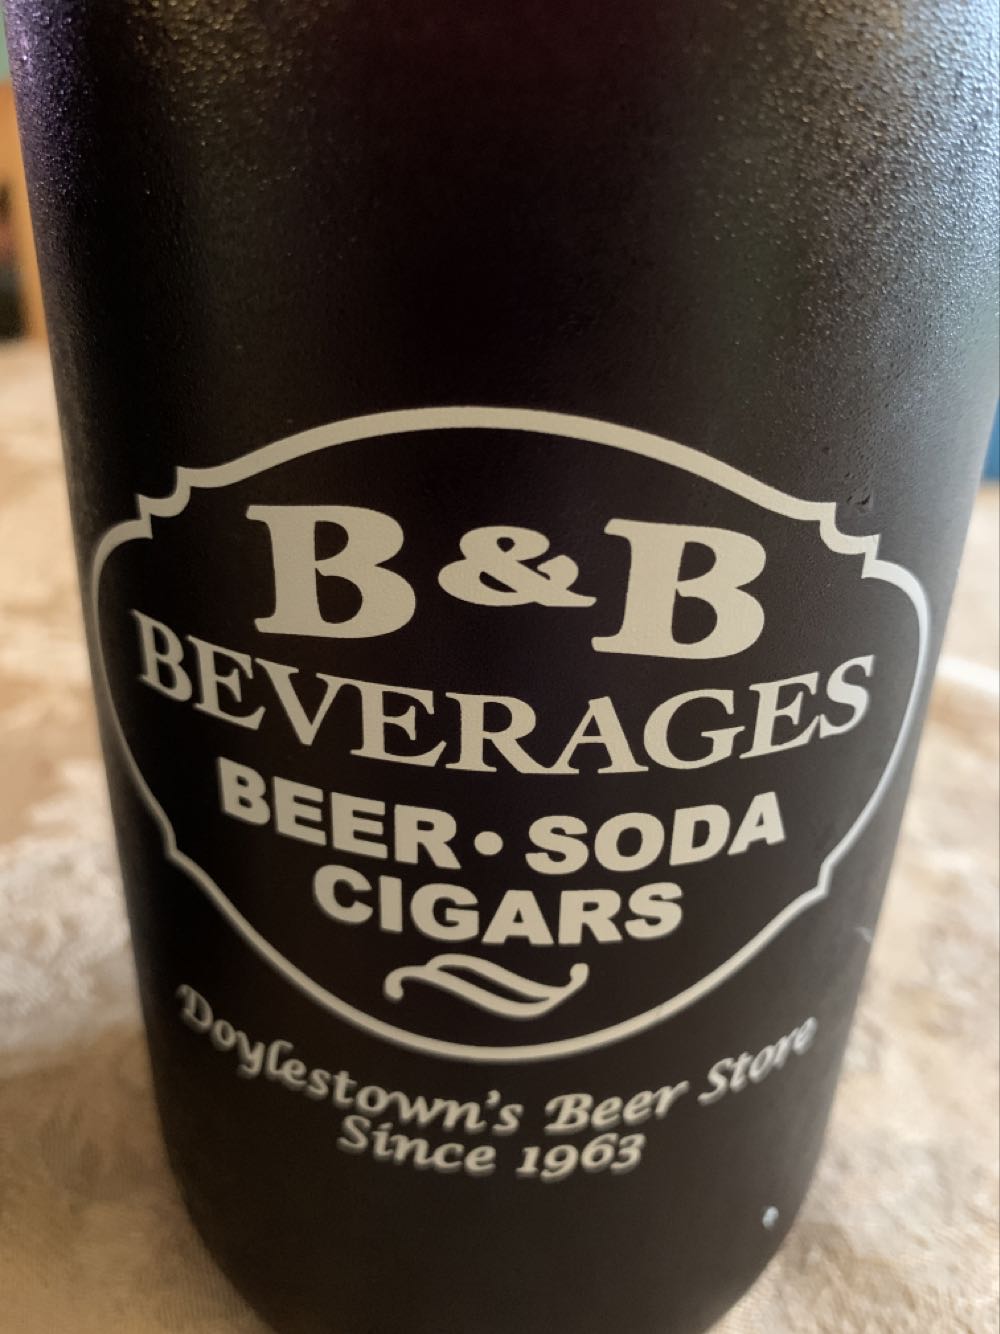 B & B
BEVERAGES
BEER • SODA
CIGARS
Doylestown's Beer Store
Since 1963